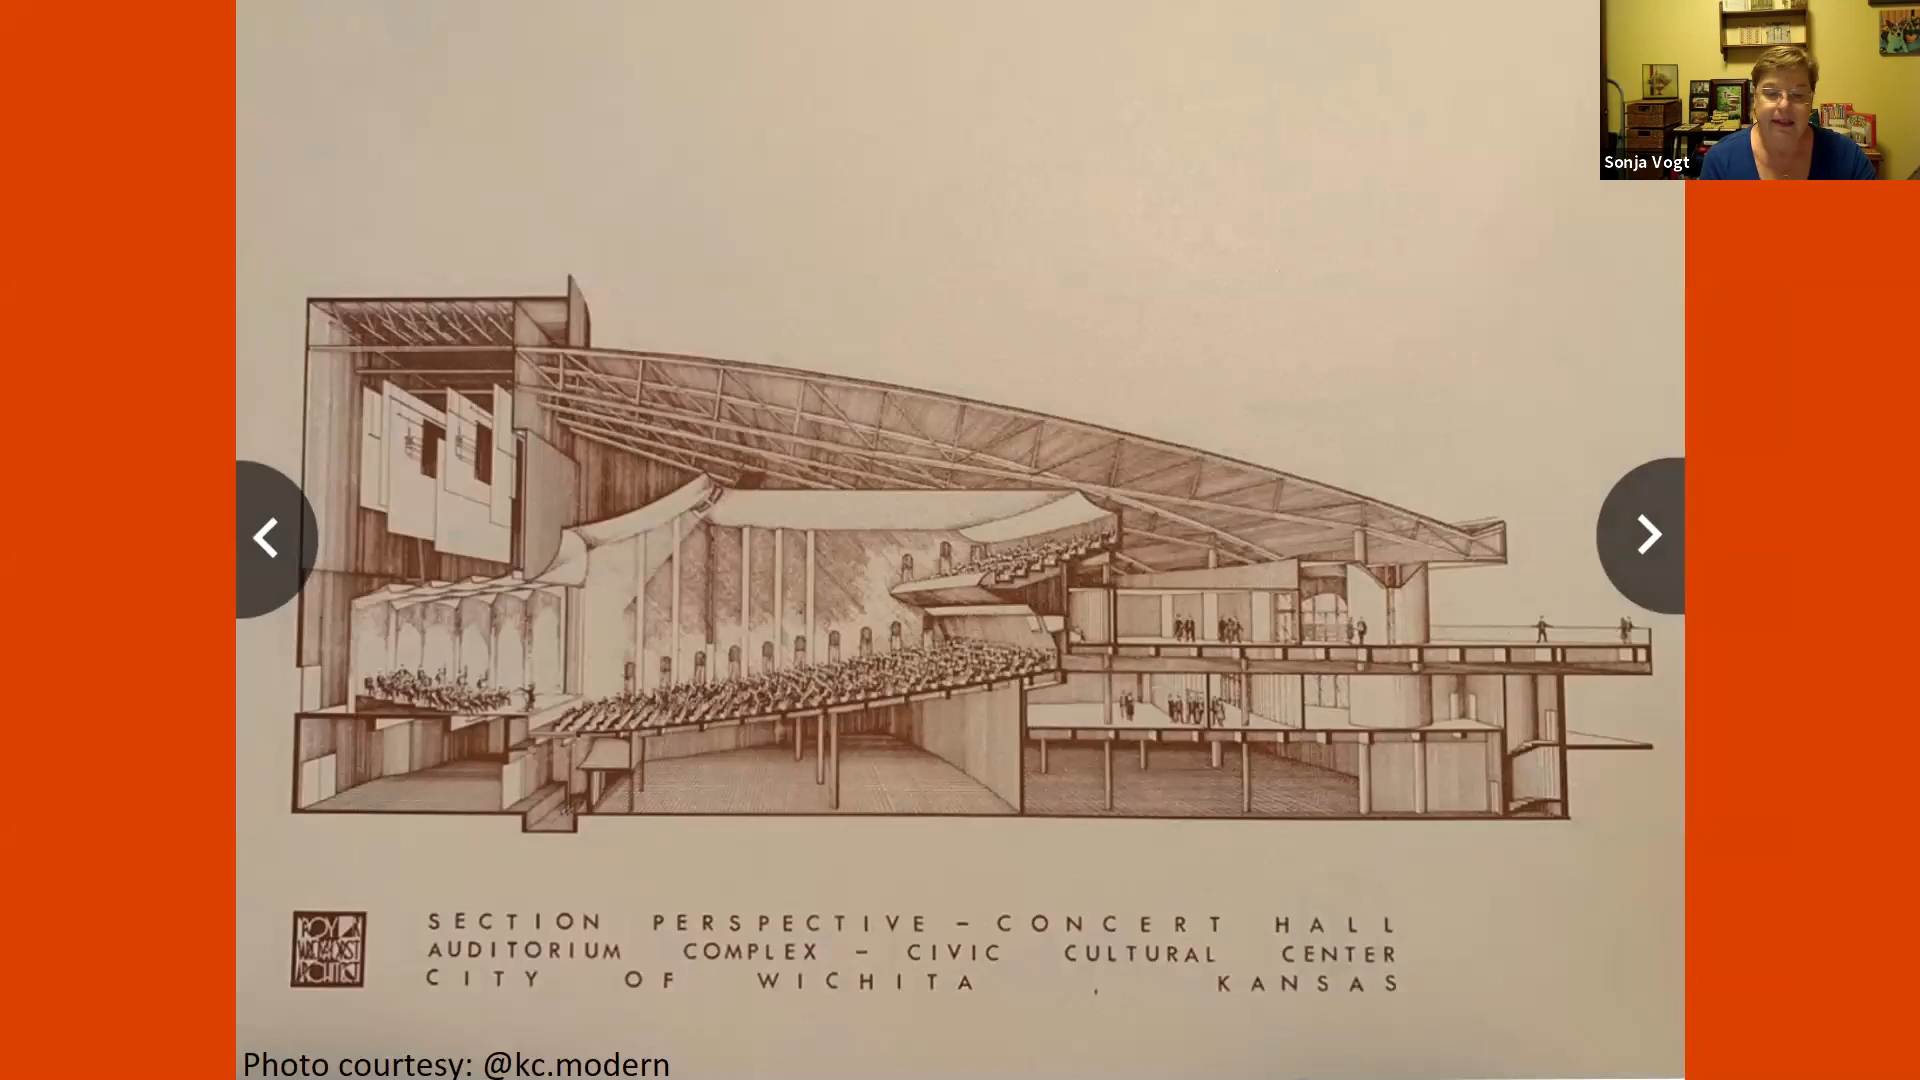 Sonja Vogt
SECTION PERSPECTIVE – CONCERT HALL
AUDITORIUM COMPLEX – CIVIC CULTURAL CENTER
CITY OF WICHITA , KANSAS
ARCHITECT
Photo courtesy: @kc.modern